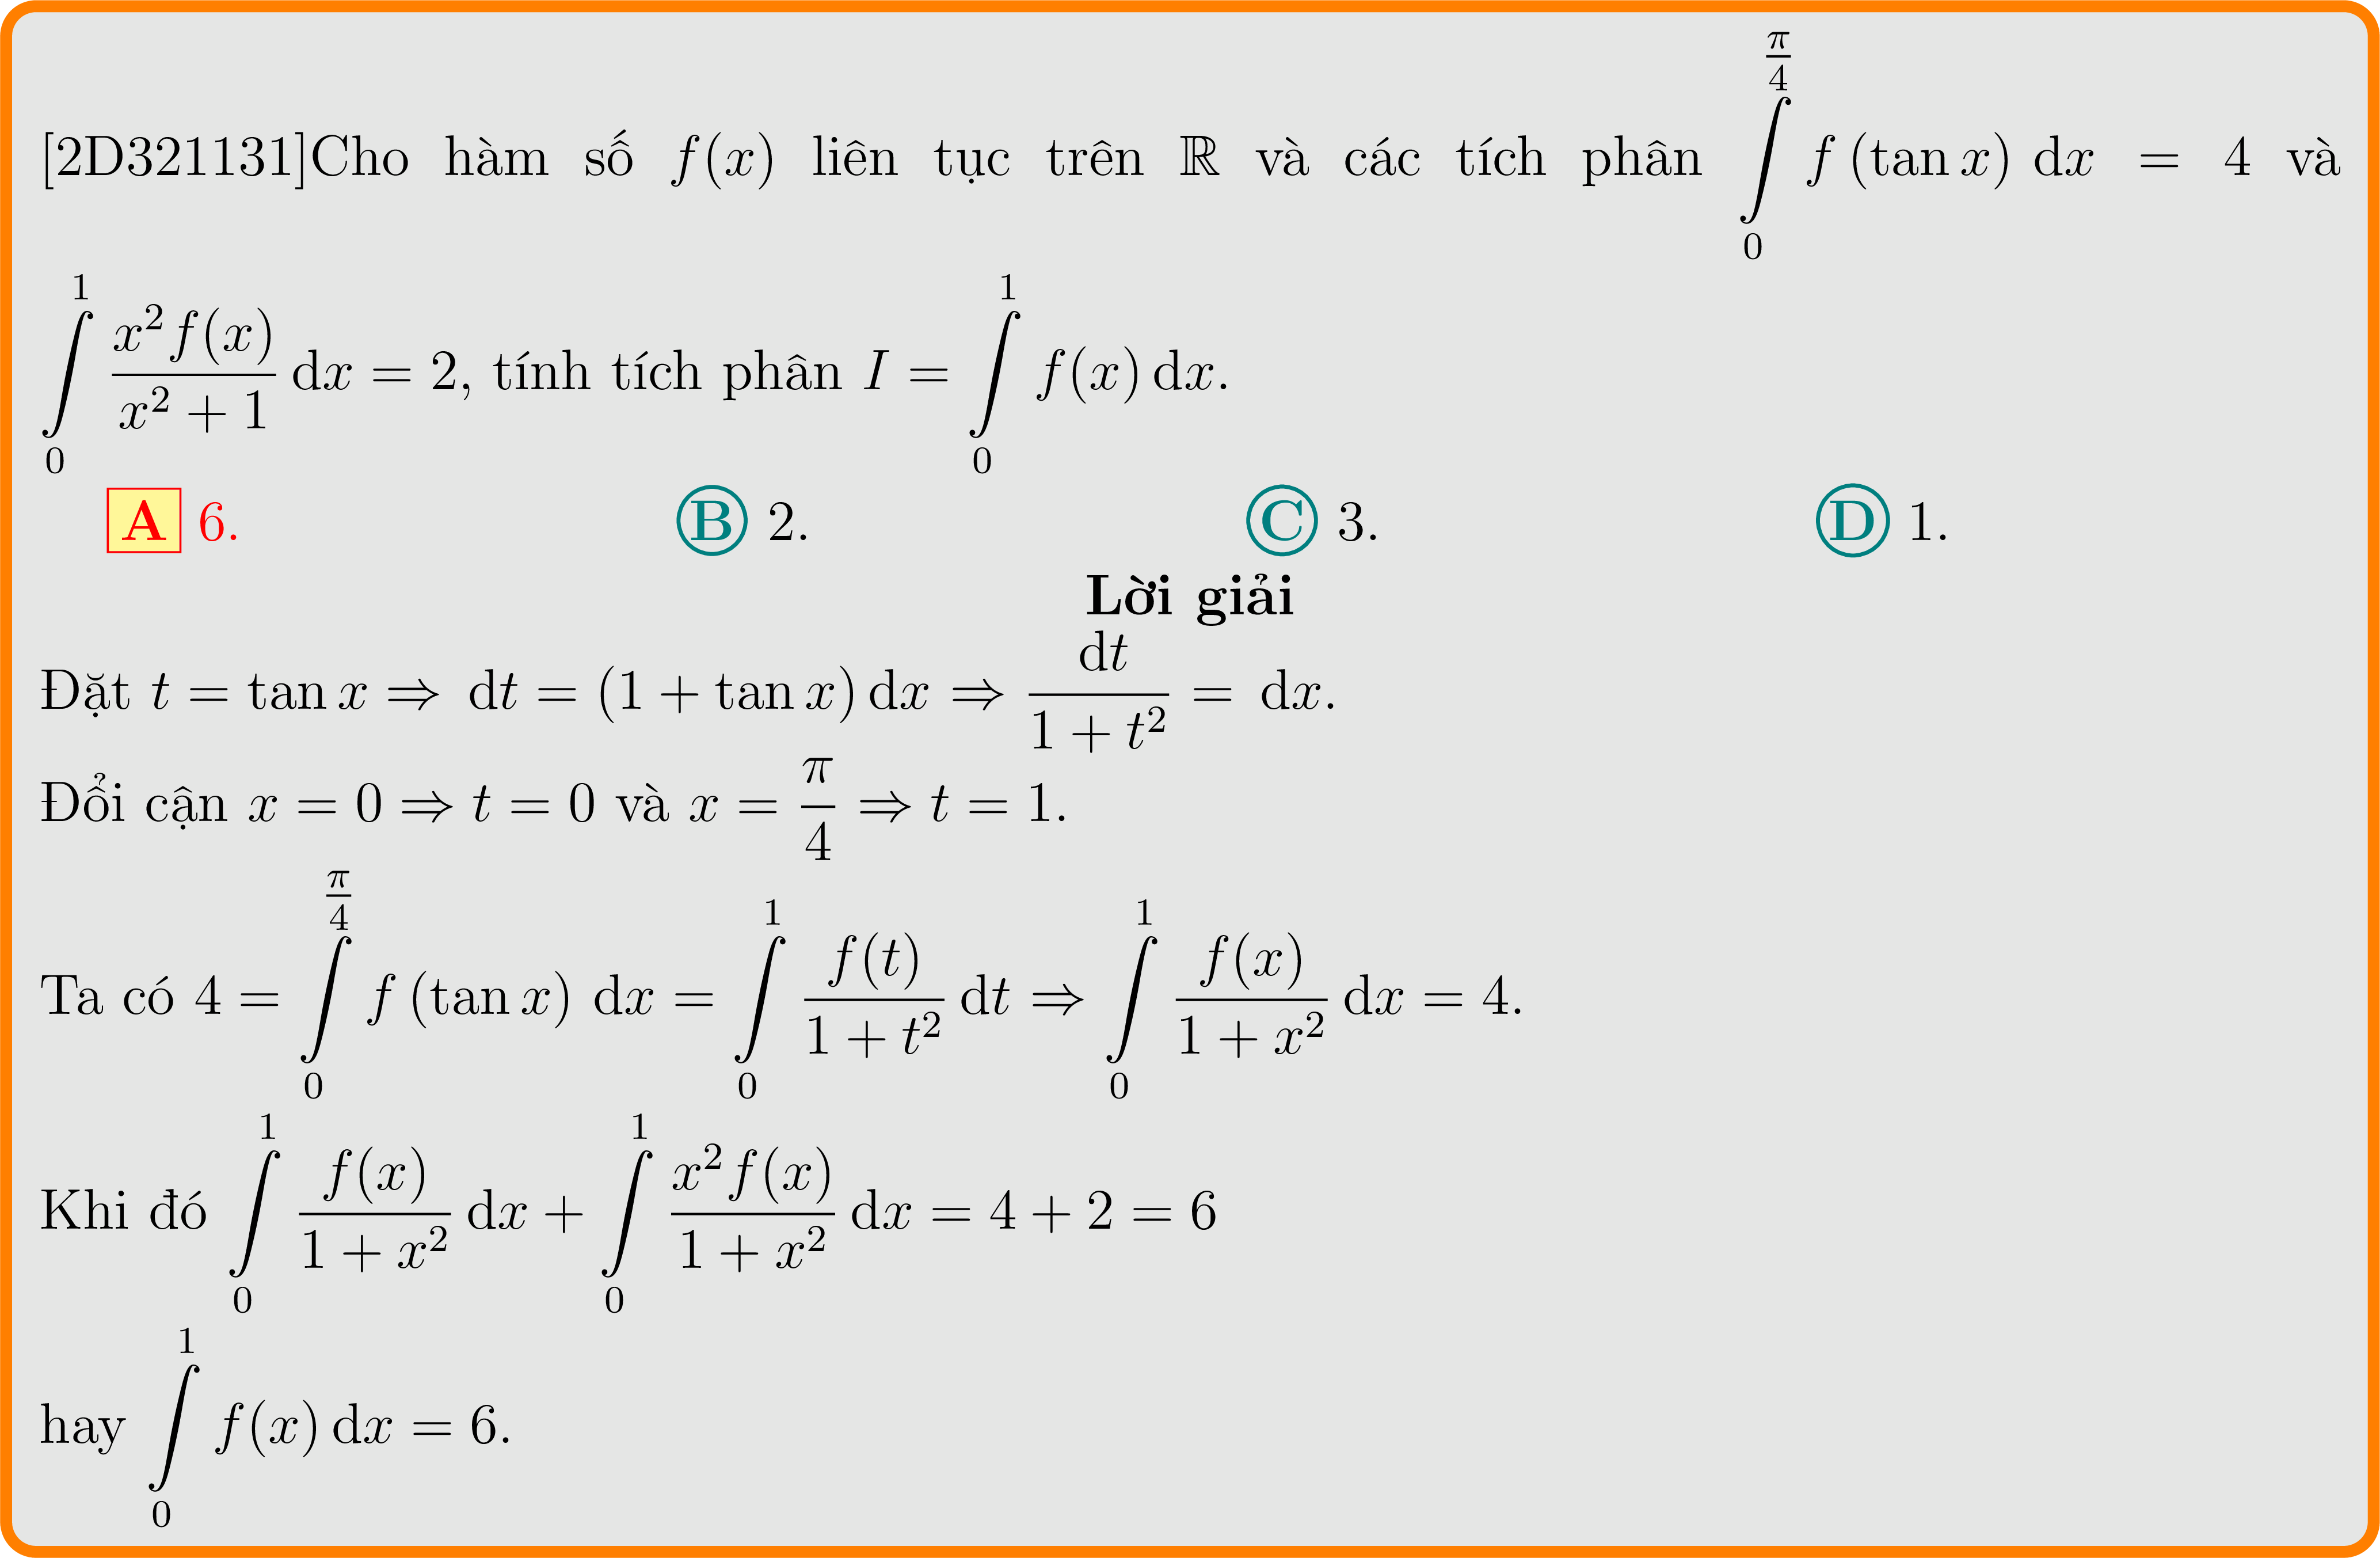 [2D321131]Cho hàm số $f(x)$ liên tục trên $\mathbb{R}$ và các tích phân $\int\limits_0^{\frac{\pi}{4}} f(\tan x)\,\mathrm{d}x = 4$ và
$\int\limits_0^1 \frac{x^2 f(x)}{x^2+1}\,\mathrm{d}x = 2$, tính tích phân $I = \int\limits_0^1 f(x)\,\mathrm{d}x$.
A 6. B 2. C 3. D 1.
Lời giải
Đặt $t = \tan x \Rightarrow \mathrm{d}t = (1 + \tan x)\,\mathrm{d}x \Rightarrow \frac{\mathrm{d}t}{1+t^2} = \mathrm{d}x$.
Đổi cận $x = 0 \Rightarrow t = 0$ và $x = \frac{\pi}{4} \Rightarrow t = 1$.
Ta có $4 = \int\limits_0^{\frac{\pi}{4}} f(\tan x)\,\mathrm{d}x = \int\limits_0^1 \frac{f(t)}{1+t^2}\,\mathrm{d}t \Rightarrow \int\limits_0^1 \frac{f(x)}{1+x^2}\,\mathrm{d}x = 4$.
Khi đó $\int\limits_0^1 \frac{f(x)}{1+x^2}\,\mathrm{d}x + \int\limits_0^1 \frac{x^2 f(x)}{1+x^2}\,\mathrm{d}x = 4 + 2 = 6$
hay $\int\limits_0^1 f(x)\,\mathrm{d}x = 6$.